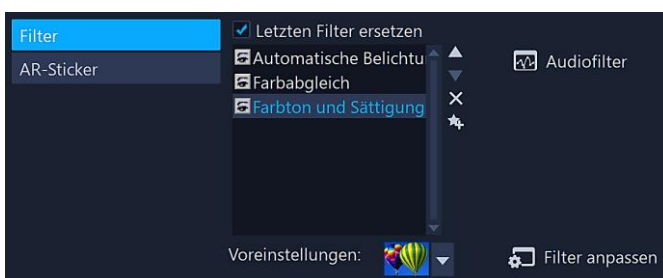 Filter
AR-Sticker
Letzten Filter ersetzen
Automatische Belichtu
Farbabgleich
Farbton und Sättigung
Audiofilter
Voreinstellungen:
Filter anpassen